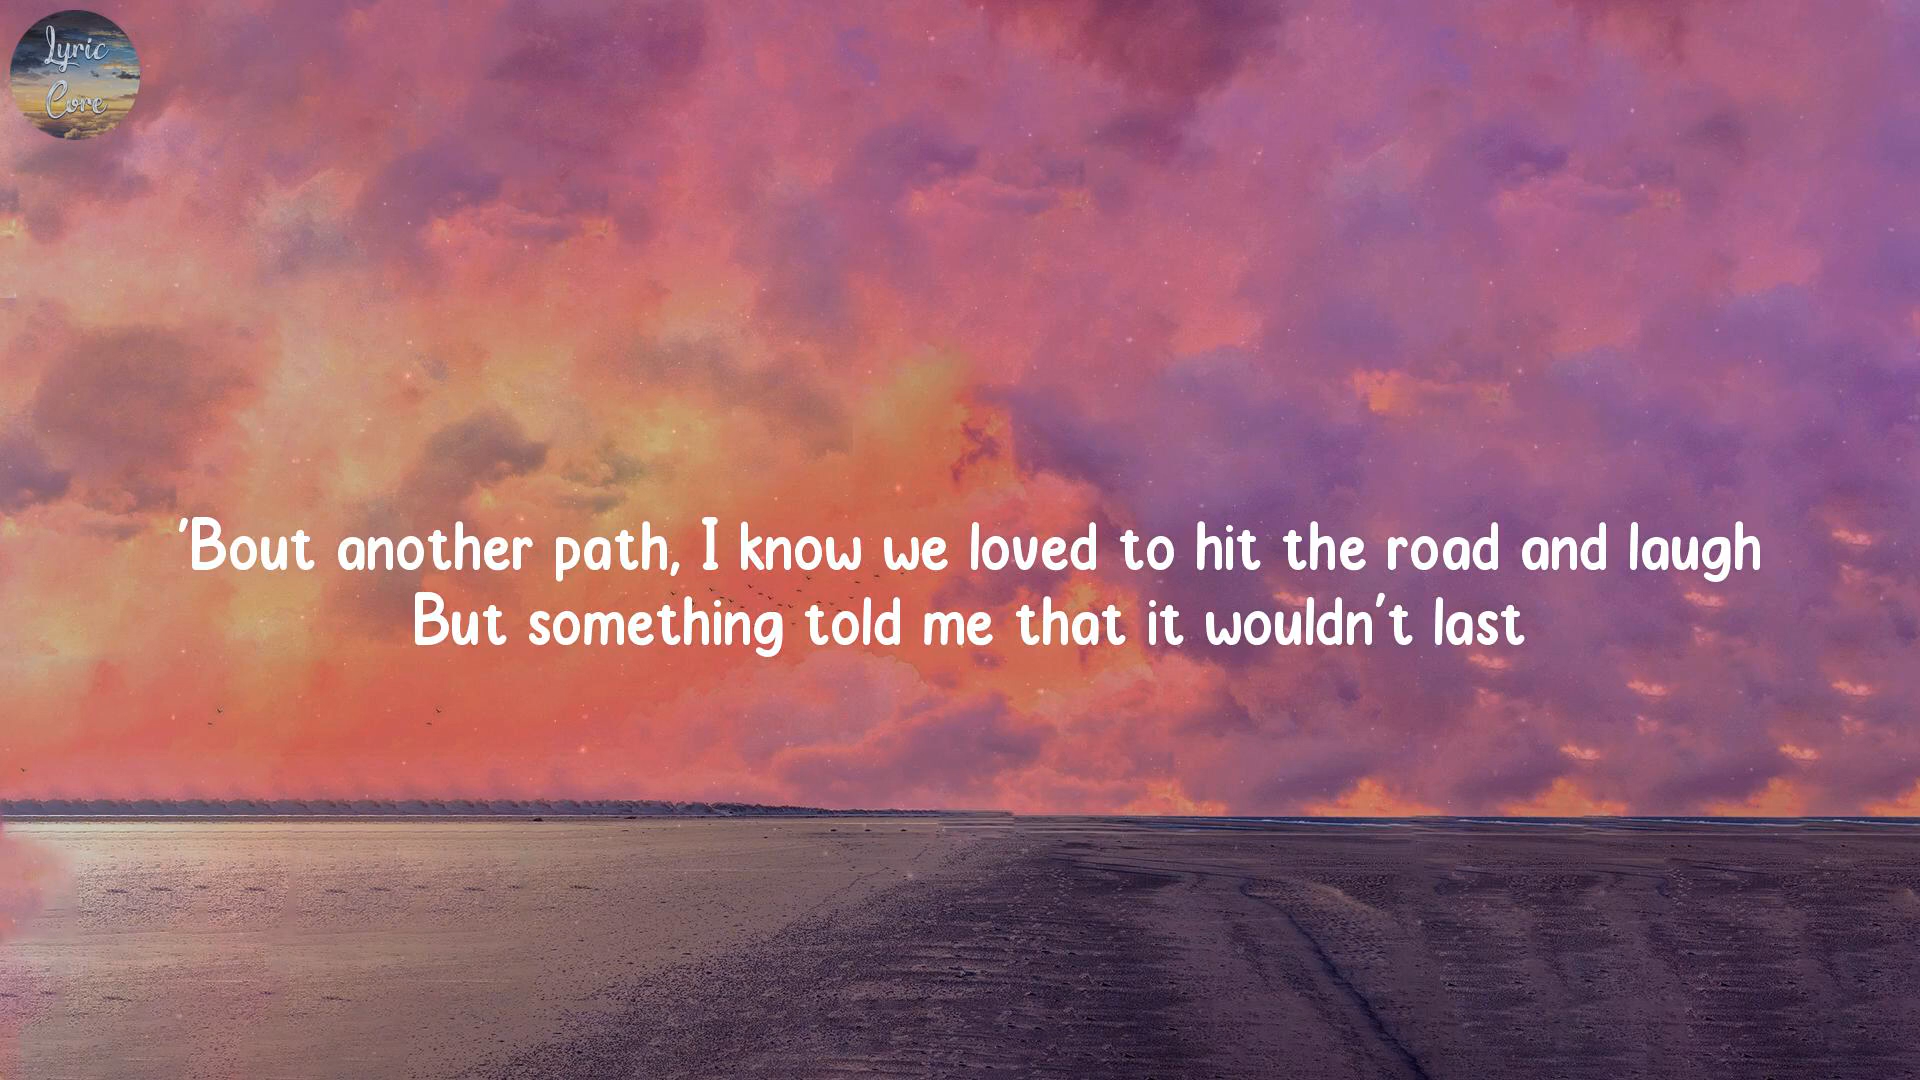 Lyric
Core
'Bout another path, I know we loved to hit the road and laugh
But something told me that it wouldn't last